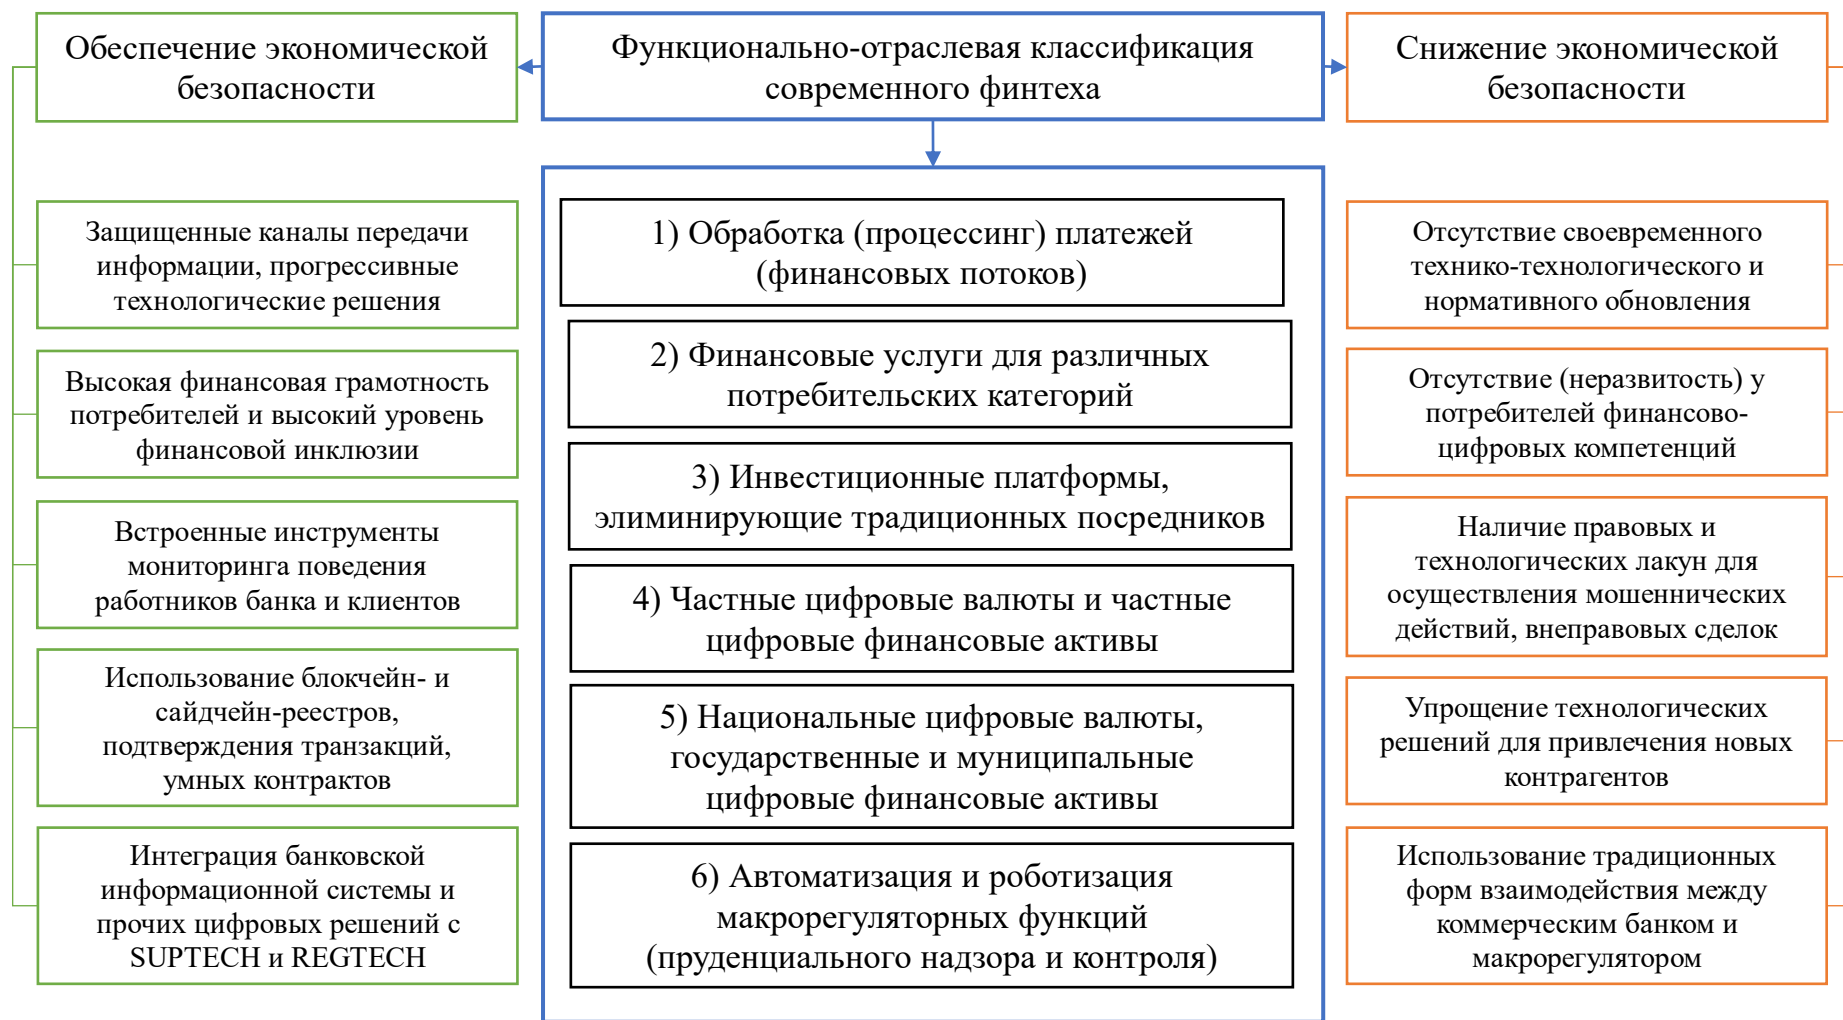 Обеспечение экономической
безопасности
Функционально-отраслевая классификация
современного финтеха
Снижение экономической
безопасности
Защищенные каналы передачи
информации, прогрессивные
технологические решения
Высокая финансовая грамотность
потребителей и высокий уровень
финансовой инклюзии
Встроенные инструменты
мониторинга поведения
работников банка и клиентов
Использование блокчейн- и
сайдчейн-реестров,
подтверждения транзакций,
умных контрактов
Интеграция банковской
информационной системы и
прочих цифровых решений с
SUPTECH и REGTECH
1) Обработка (процессинг) платежей
(финансовых потоков)
2) Финансовые услуги для различных
потребительских категорий
3) Инвестиционные платформы,
элиминирующие традиционных посредников
4) Частные цифровые валюты и частные
цифровые финансовые активы
5) Национальные цифровые валюты,
государственные и муниципальные
цифровые финансовые активы
6) Автоматизация и роботизация
макрорегуляторных функций
(пруденциального надзора и контроля)
Отсутствие своевременного
технико-технологического и
нормативного обновления
Отсутствие (неразвитость) у
потребителей финансово-
цифровых компетенций
Наличие правовых и
технологических лакун для
осуществления мошеннических
действий, внеправовых сделок
Упрощение технологических
решений для привлечения новых
контрагентов
Использование традиционных
форм взаимодействия между
коммерческим банком и
макрорегулятором